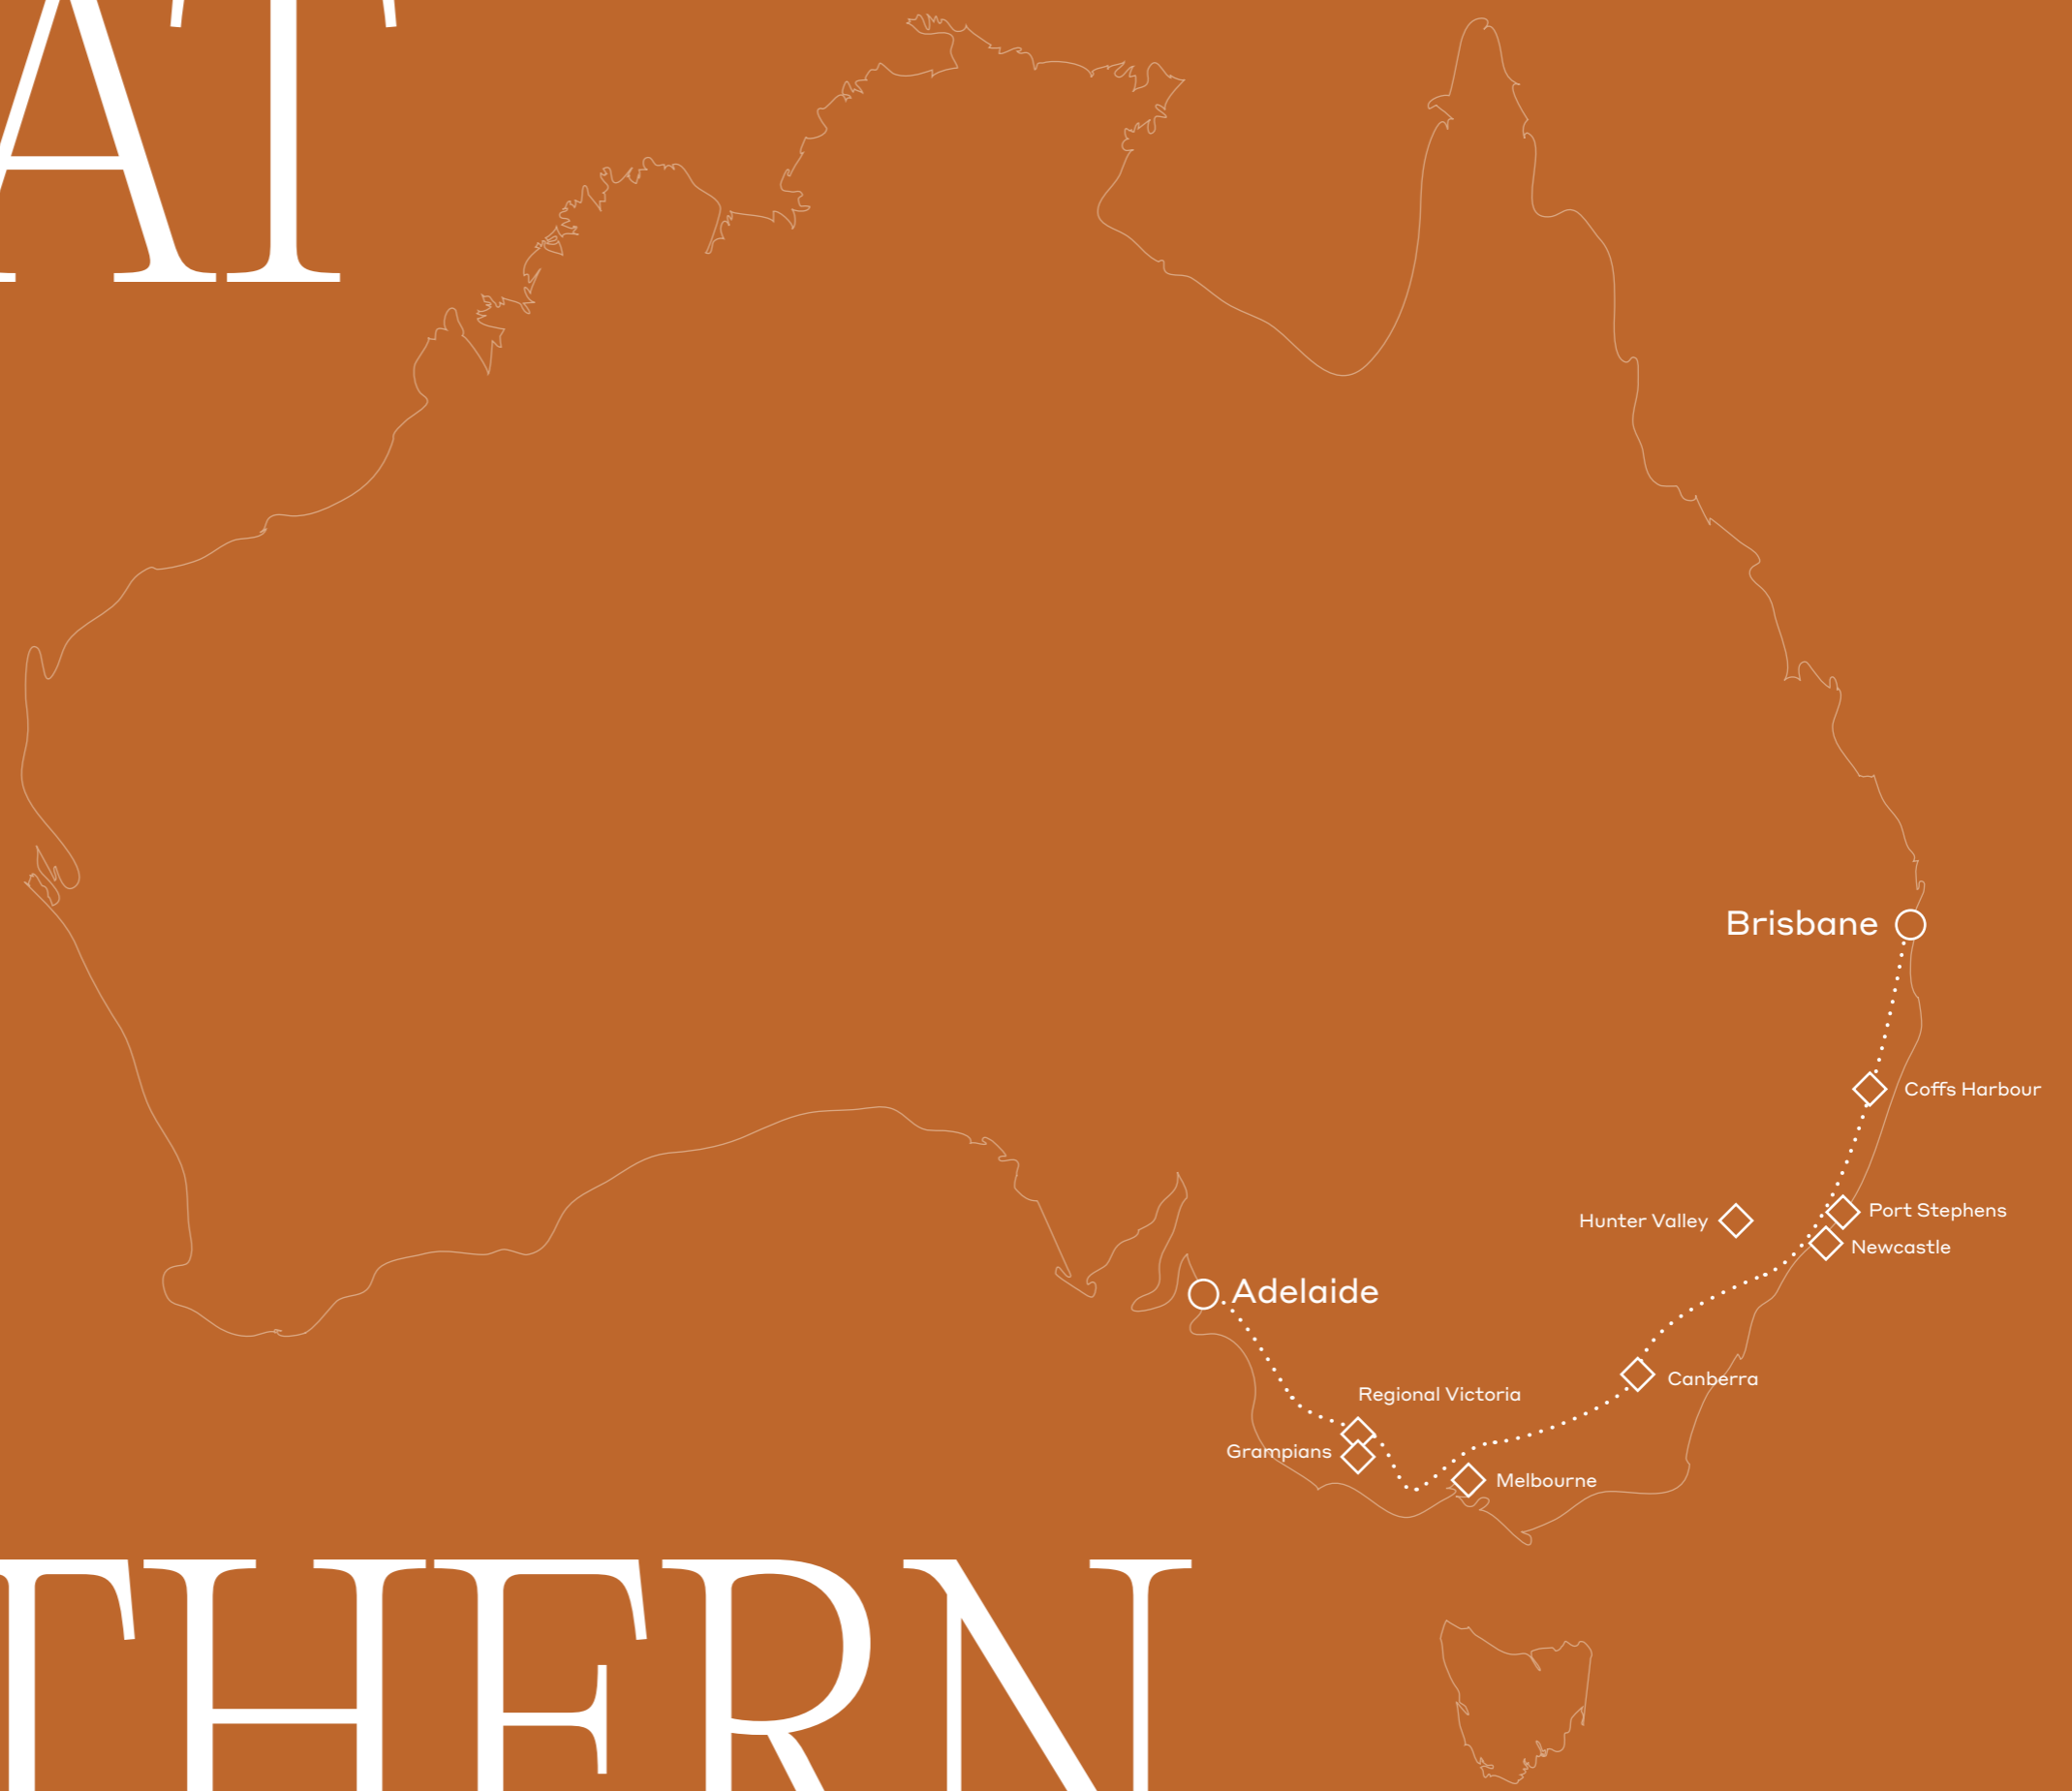 AT
Brisbane
Coffs Harbour
Port Stephens
Hunter Valley
Newcastle
Adelaide
Canberra
Regional Victoria
Grampians
Melbourne
THERN